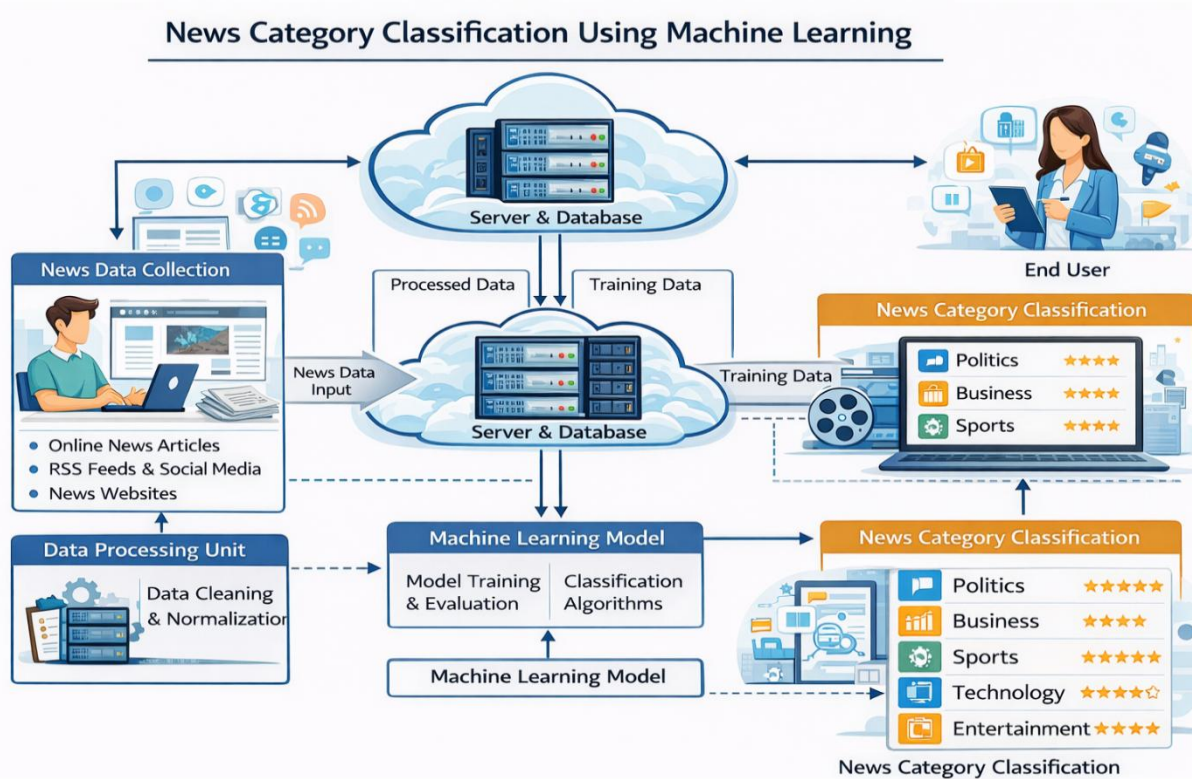 News Category Classification Using Machine Learning
Server & Database
End User
News Data Collection
Online News Articles
RSS Feeds & Social Media
News Websites
Processed Data
Training Data
News Data
Input
Server & Database
Training Data
News Category Classification
Politics
Business
Sports
Data Processing Unit
Data Cleaning
& Normalization
Machine Learning Model
Model Training
& Evaluation
Classification
Algorithms
Machine Learning Model
News Category Classification
Politics
Business
Sports
Technology
Entertainment
News Category Classification